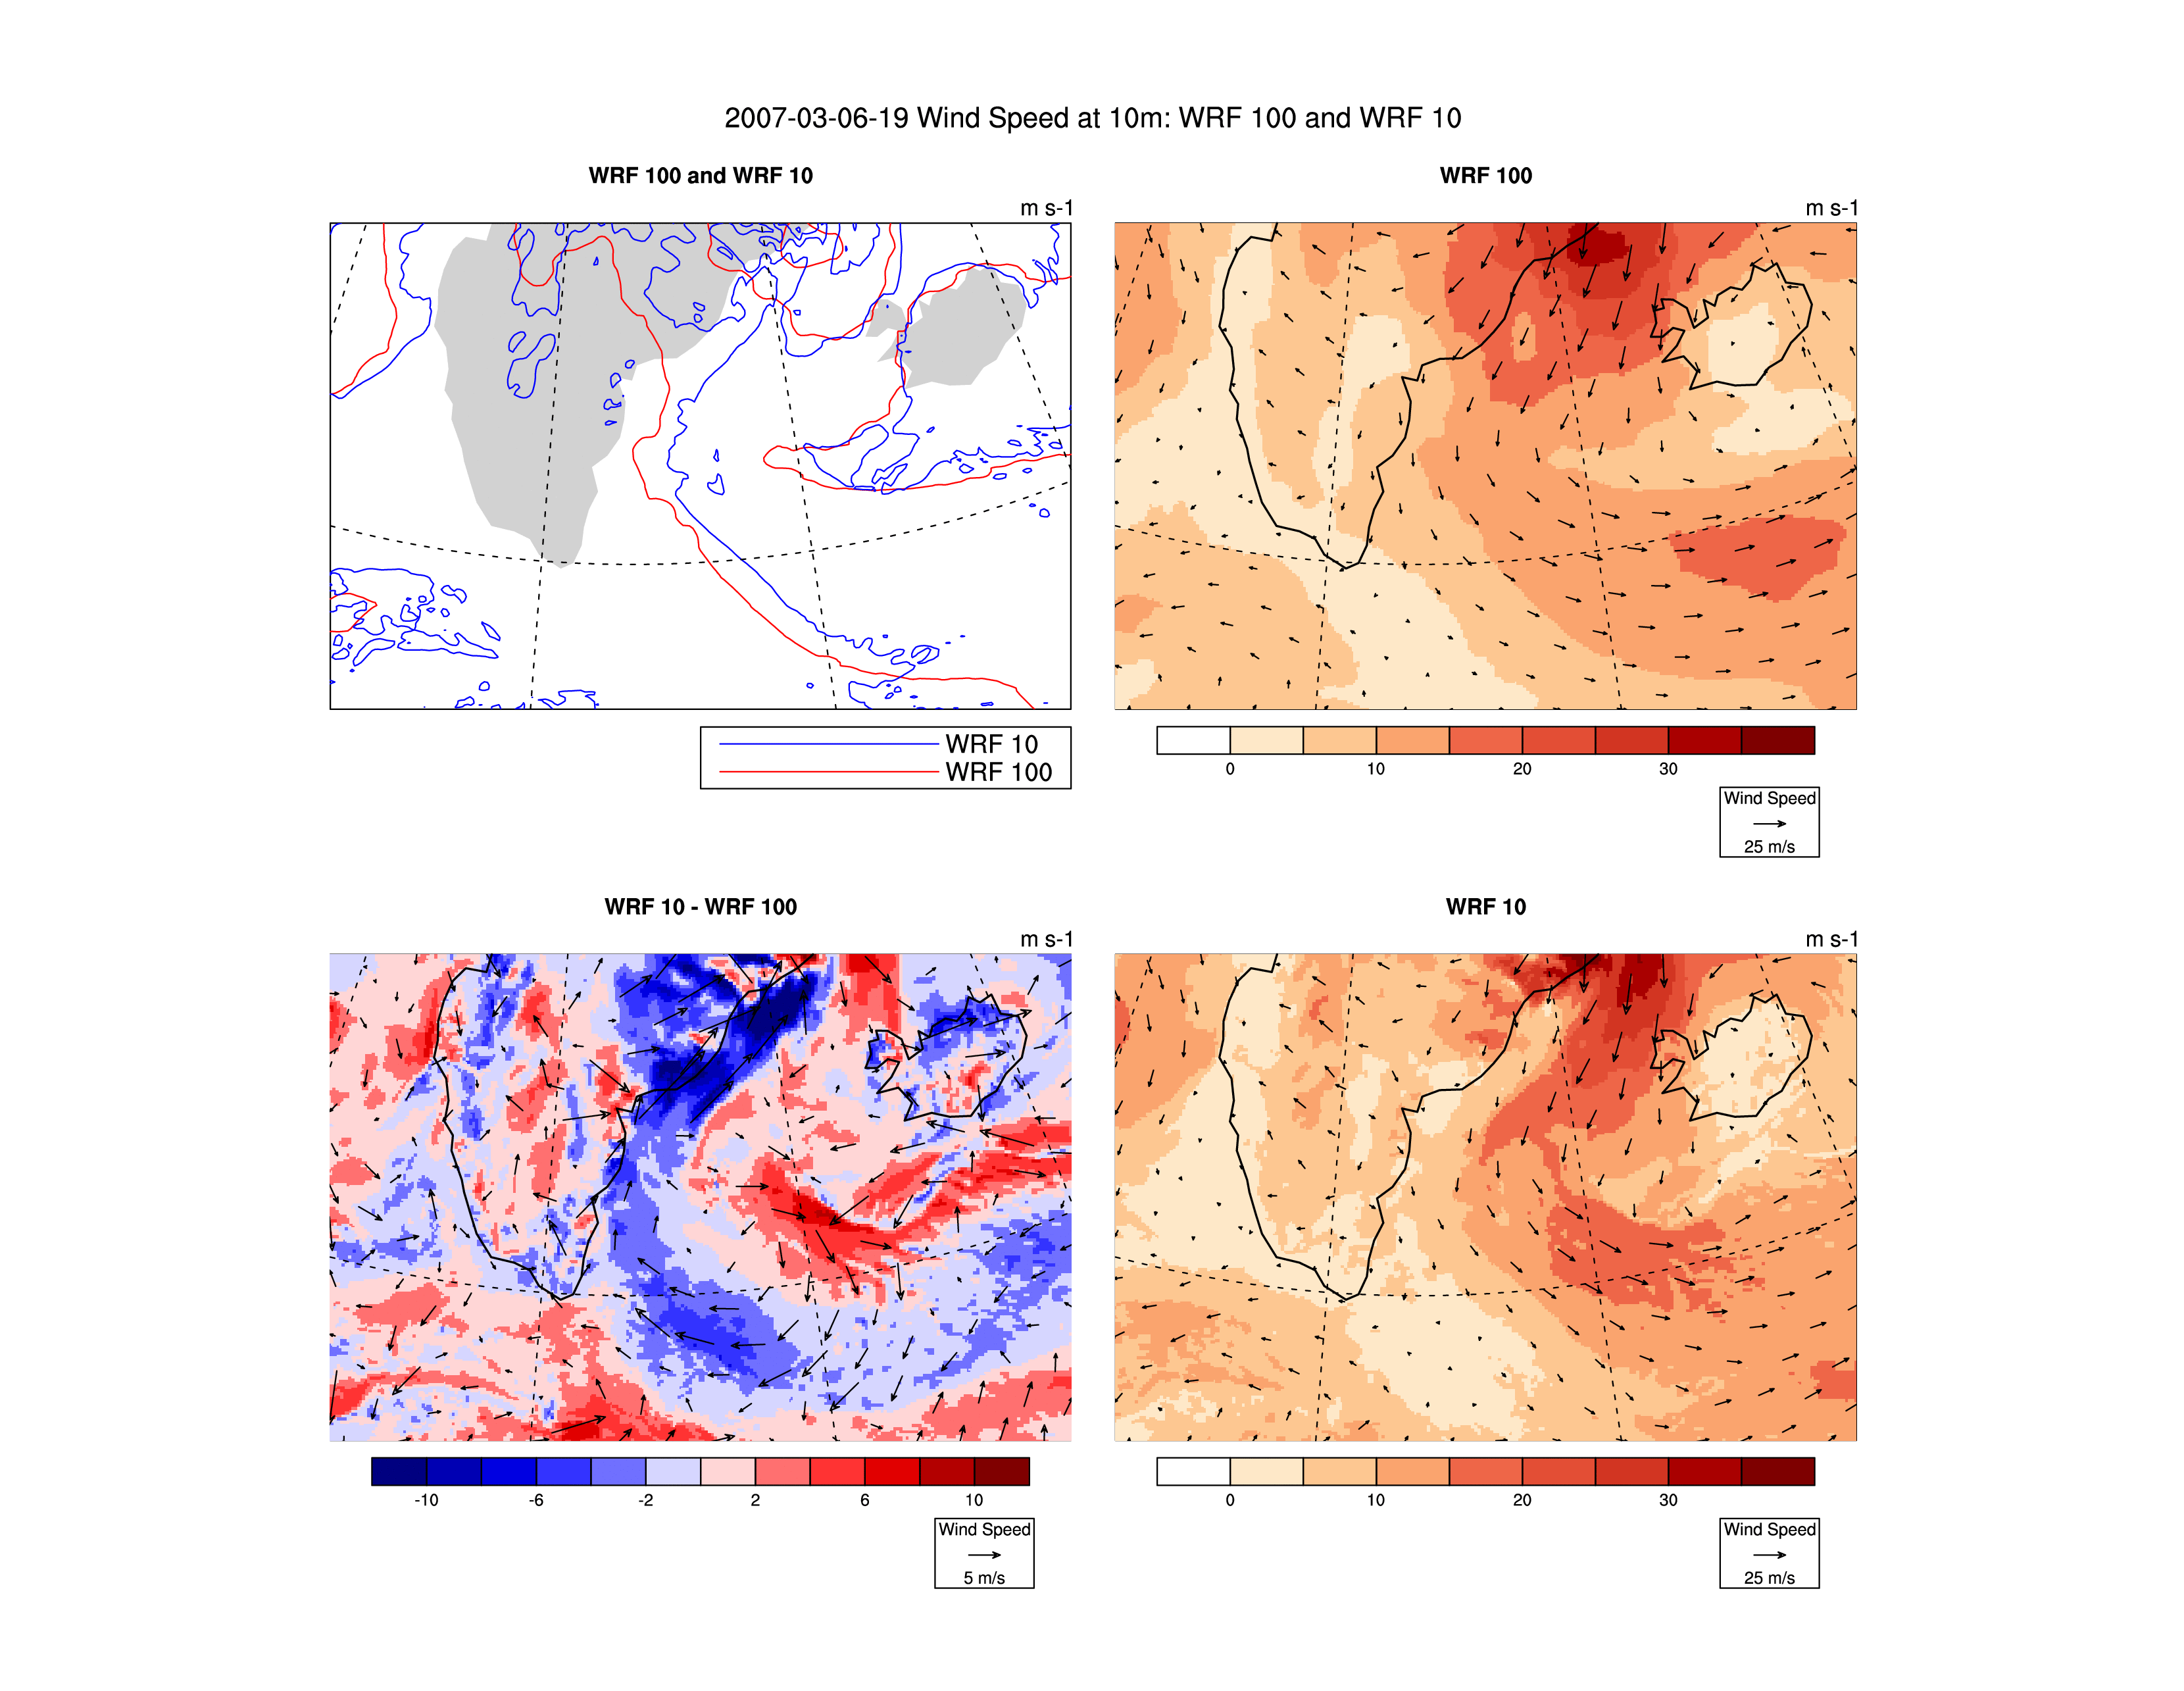 2007-03-06-19 Wind Speed at 10m: WRF 100 and WRF 10
WRF 100 and WRF 10
m s-1
WRF 10
WRF 100
WRF 100
m s-1
0 10 20 30
Wind Speed
25 m/s
WRF 10 - WRF 100
m s-1
-10 -6 -2 2 6 10
Wind Speed
5 m/s
WRF 10
m s-1
0 10 20 30
Wind Speed
25 m/s